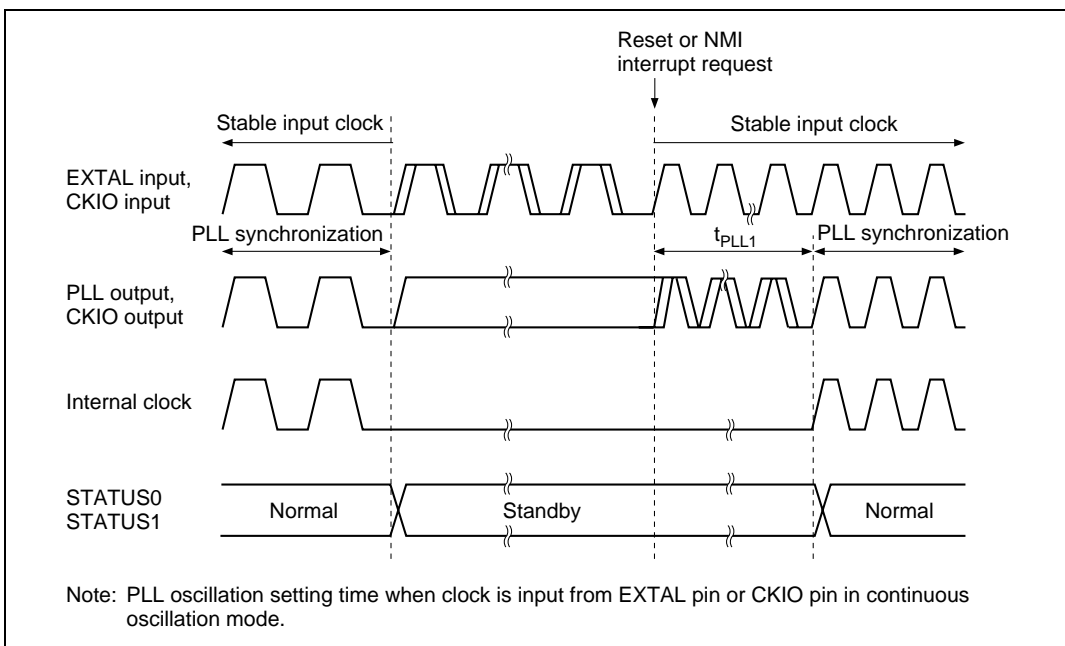 Reset or NMI
interrupt request
Stable input clock
Stable input clock
EXTAL input,
CKIO input
PLL synchronization
tPLL1
PLL synchronization
PLL output,
CKIO output
Internal clock
STATUS0
STATUS1
Normal
Standby
Normal
Note: PLL oscillation setting time when clock is input from EXTAL pin or CKIO pin in continuous
oscillation mode.